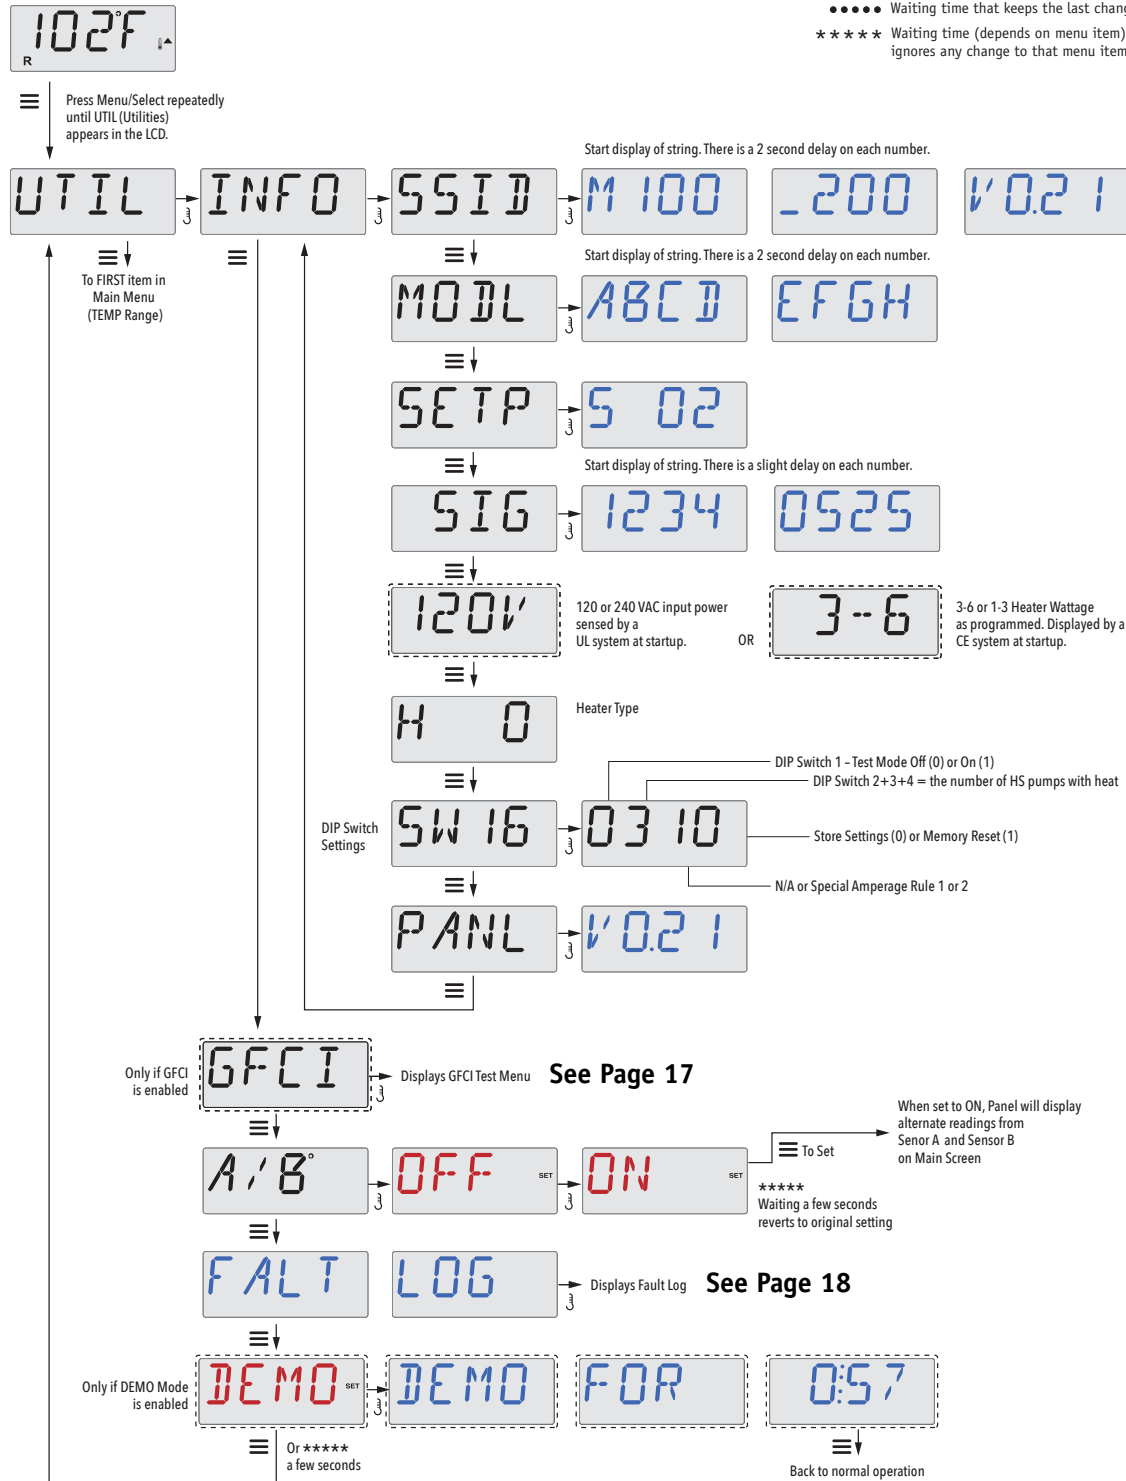 102°F
R
••••• Waiting time that keeps the last chang
***** Waiting time (depends on menu item)
ignores any change to that menu item
Press Menu/Select repeatedly
until UTIL (Utilities)
appears in the LCD.
Start display of string. There is a 2 second delay on each number.
UTIL
INFO
SSID
M100
_200
V0.21
To FIRST item in
Main Menu
(TEMP Range)
Start display of string. There is a 2 second delay on each number.
MODL
ABCD
EFGH
SETP
S 02
Start display of string. There is a slight delay on each number.
SIG
1234
0525
120V
120 or 240 VAC input power
sensed by a
UL system at startup.
OR
3-6
3-6 or 1-3 Heater Wattage
as programmed. Displayed by a
CE system at startup.
H 0
Heater Type
DIP Switch 1 – Test Mode Off (0) or On (1)
DIP Switch 2+3+4 = the number of HS pumps with heat
DIP Switch
Settings
SW16
0310
Store Settings (0) or Memory Reset (1)
N/A or Special Amperage Rule 1 or 2
PANL
V0.21
Only if GFCI
is enabled
GFCI
Displays GFCI Test Menu
See Page 17
A/B°
OFF
SET
ON
SET
To Set
When set to ON, Panel will display
alternate readings from
Senor A and Sensor B
on Main Screen
*****
Waiting a few seconds
reverts to original setting
FALT
LOG
Displays Fault Log
See Page 18
Only if DEMO Mode
is enabled
DEMO
SET
DEMO
FOR
0:57
Or *****
a few seconds
Back to normal operation